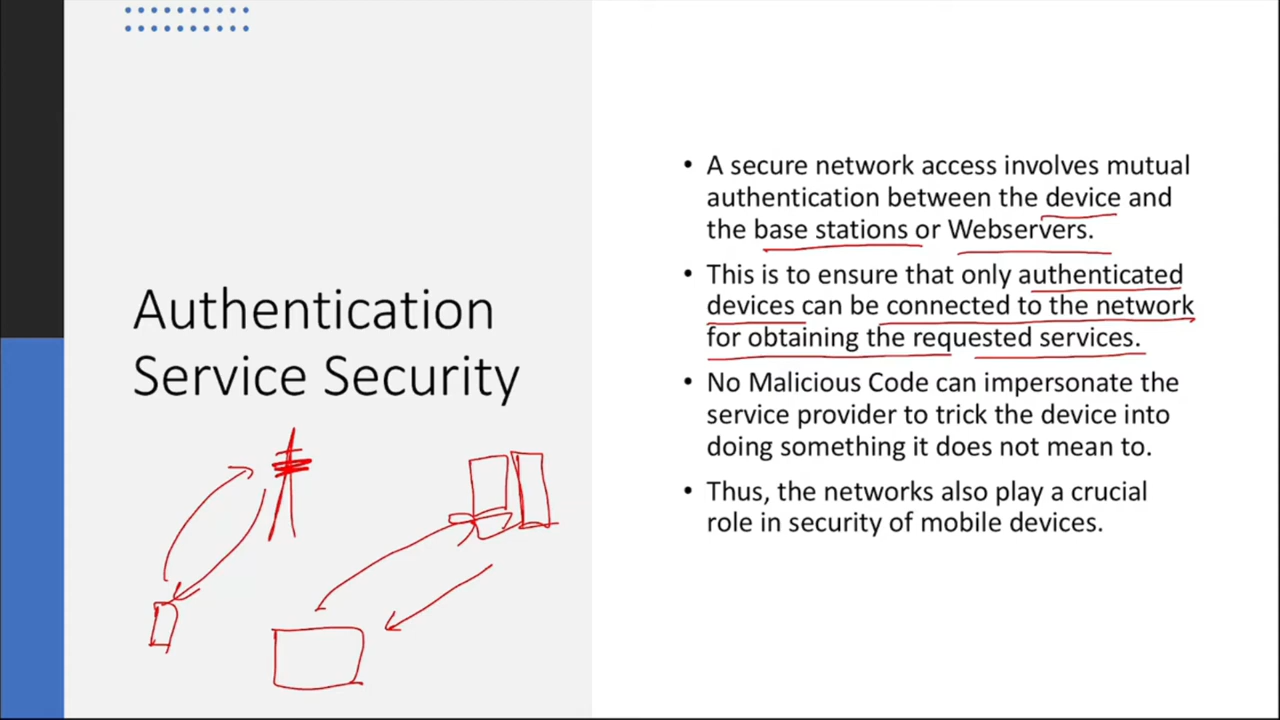 Authentication
Service Security
• A secure network access involves mutual
authentication between the device and
the base stations or Webservers.
• This is to ensure that only authenticated
devices can be connected to the network
for obtaining the requested services.
• No Malicious Code can impersonate the
service provider to trick the device into
doing something it does not mean to.
• Thus, the networks also play a crucial
role in security of mobile devices.